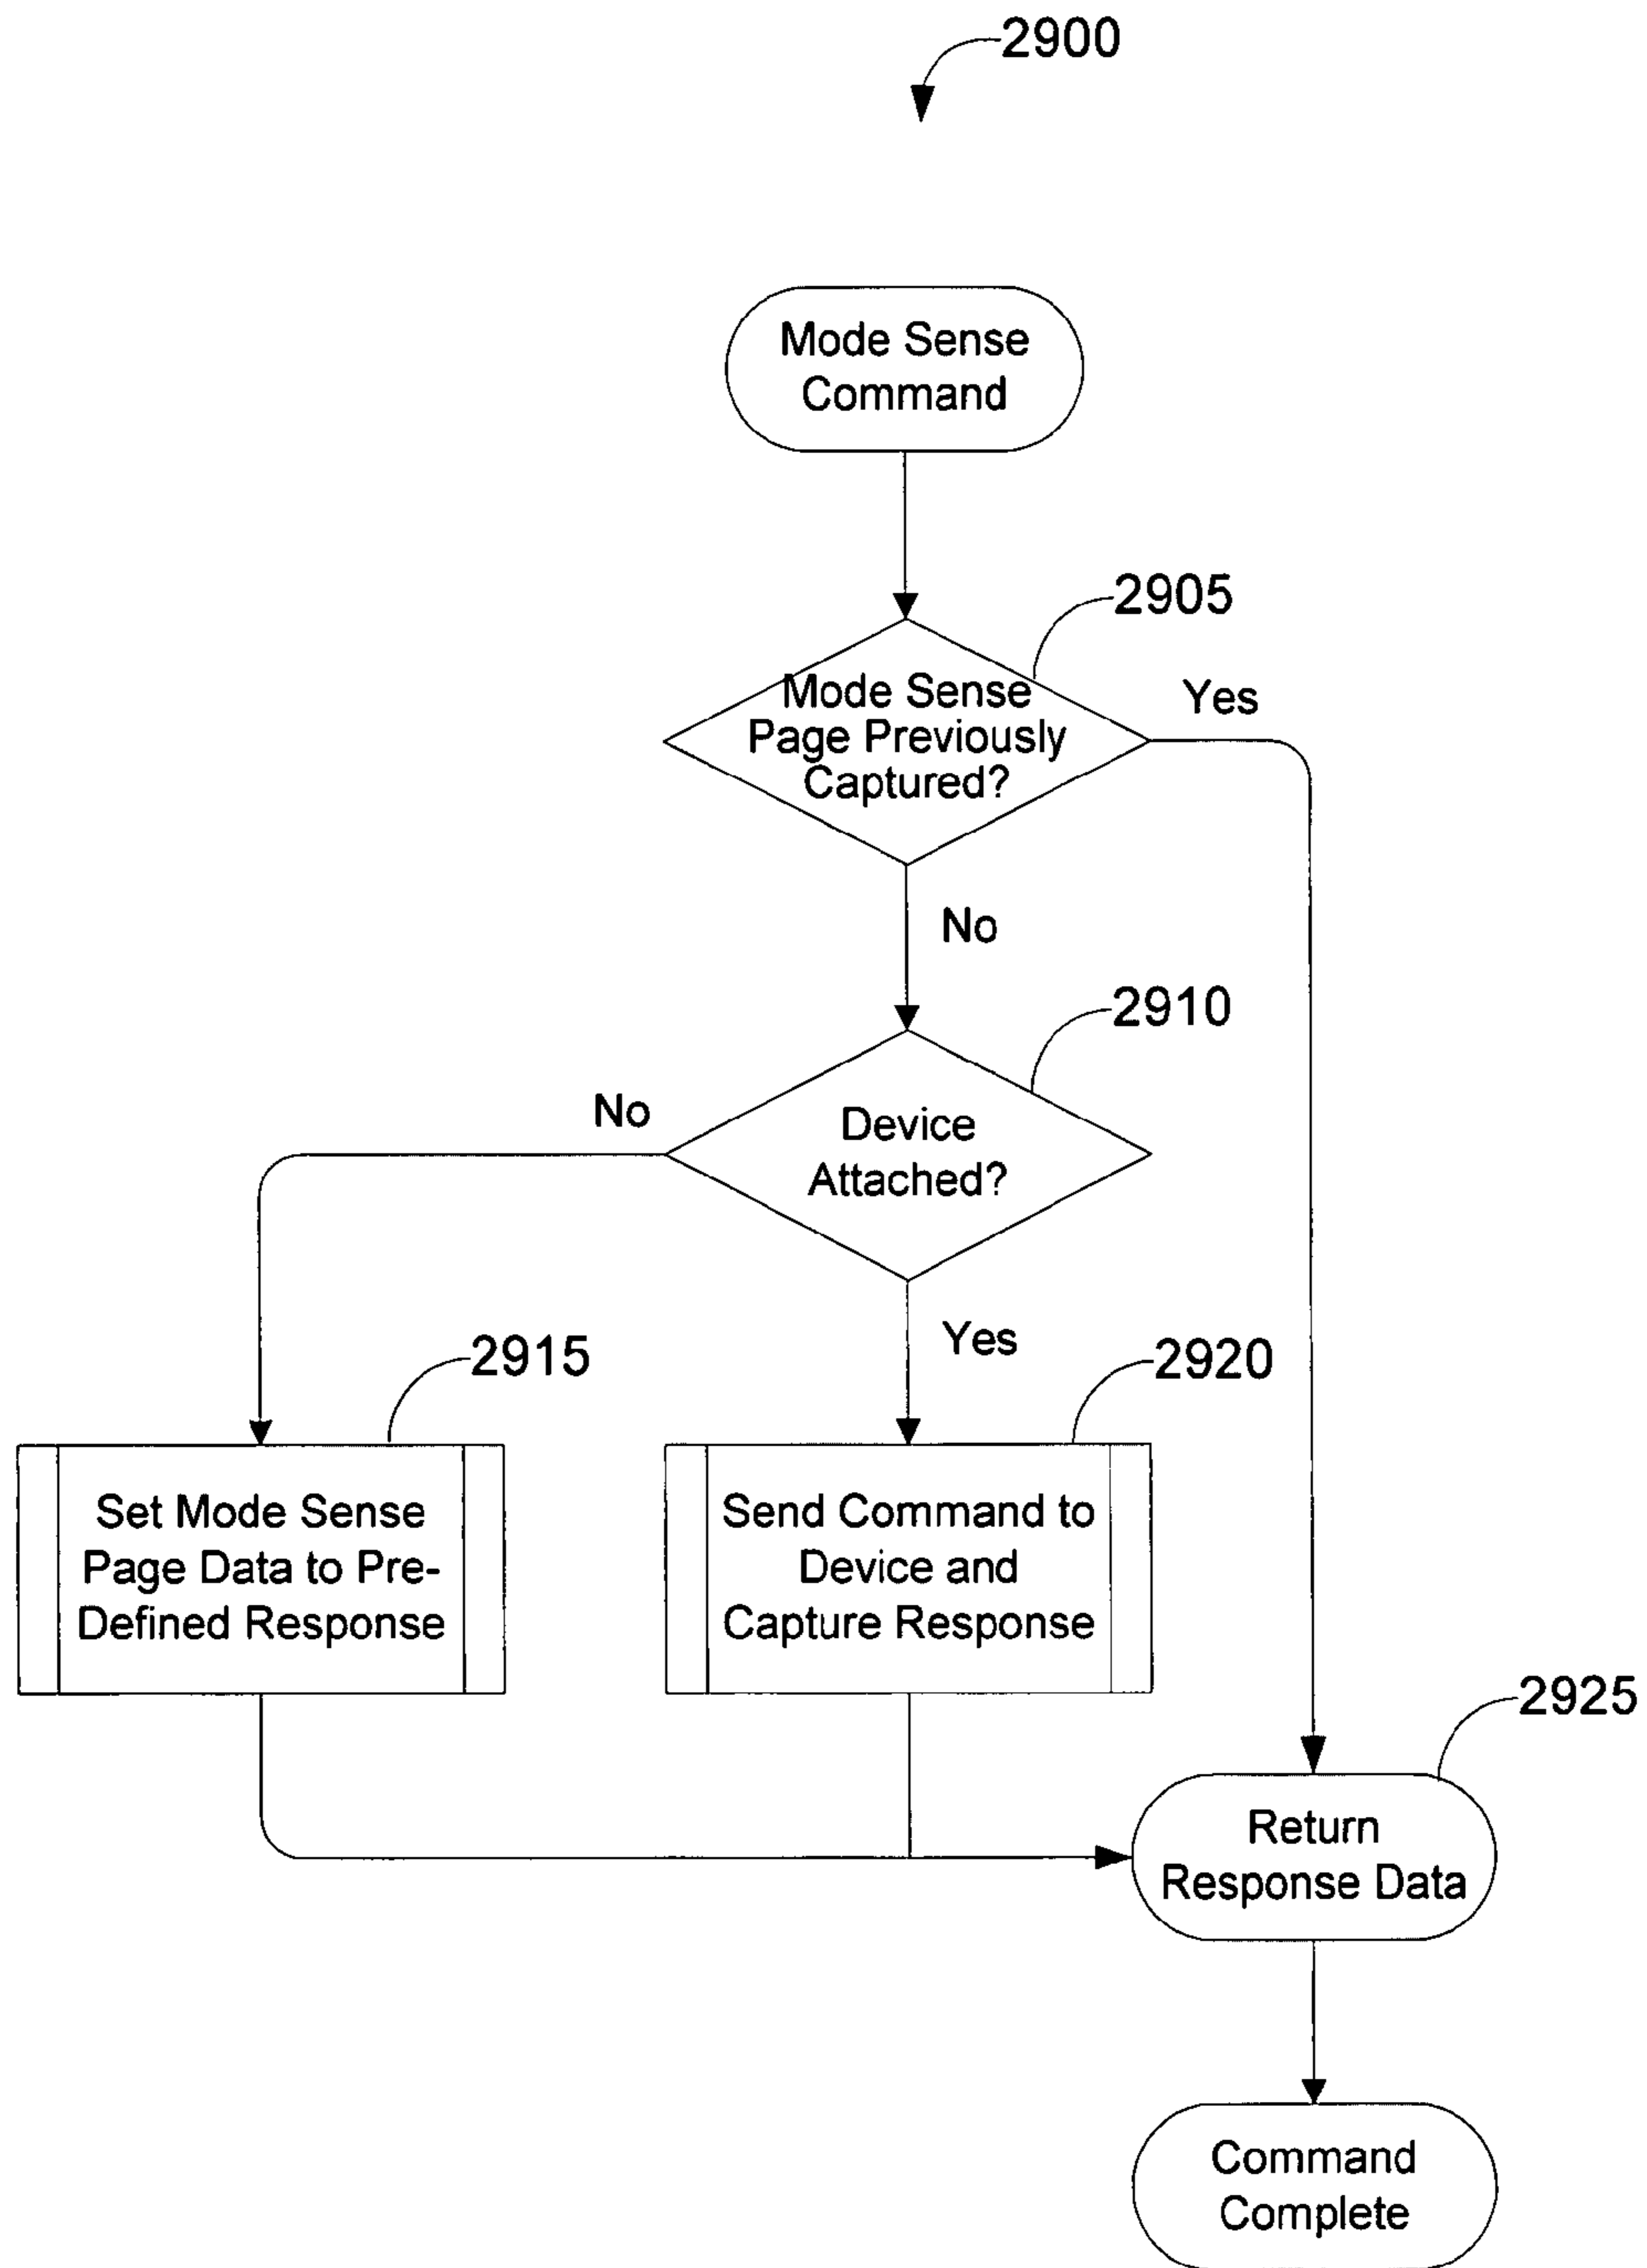 2900
Mode Sense
Command
2905
Mode Sense
Page Previously
Captured?
Yes
No
2910
Device
Attached?
No
Yes
2915
2920
Set Mode Sense
Page Data to Pre-
Defined Response
Send Command to
Device and
Capture Response
2925
Return
Response Data
Command
Complete